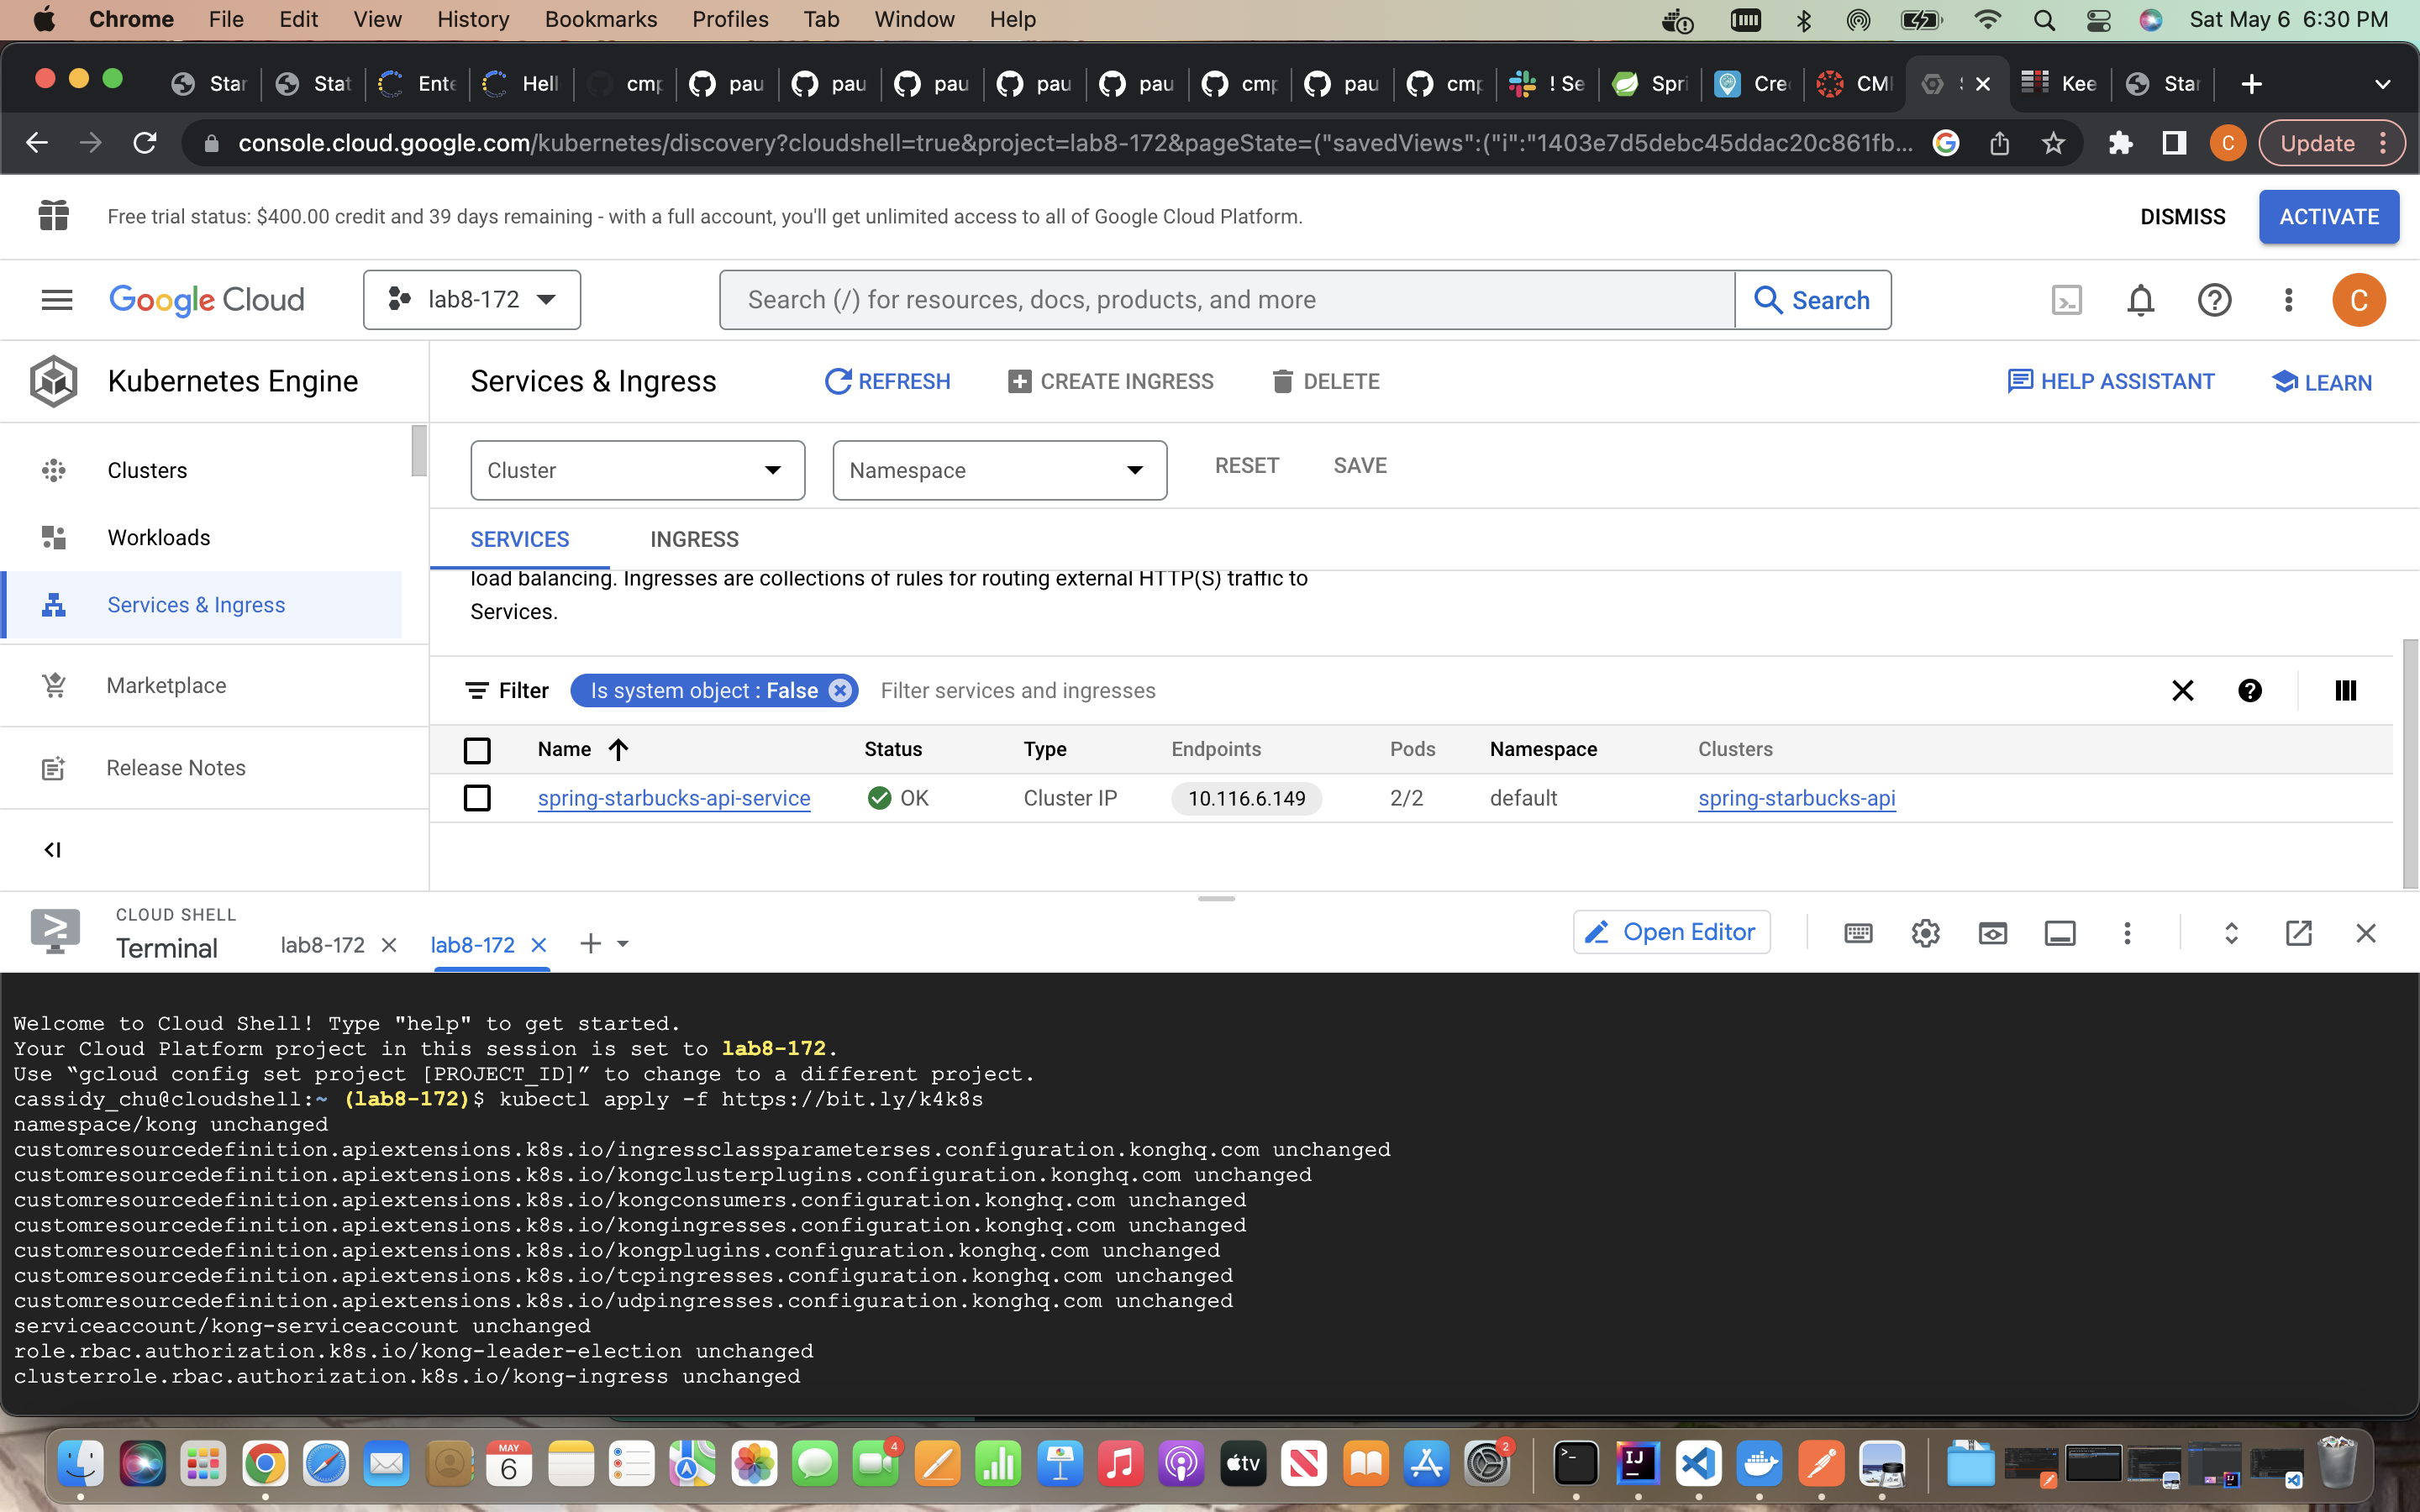 Chrome File Edit View History Bookmarks Profiles Tab Window Help Sat May 6 6:30 PM
Star Stat Ente Hell cmp pau pau pau pau pau cmp pau cmp ! Se Spri Cre CMI Kee Star
console.cloud.google.com/kubernetes/discovery?cloudshell=true&project=lab8-172&pageState=("savedViews":("i":"1403e7d5debc45ddac20c861fb... C Update
Free trial status: $400.00 credit and 39 days remaining - with a full account, you'll get unlimited access to all of Google Cloud Platform. DISMISS ACTIVATE
Google Cloud lab8-172 Search (/) for resources, docs, products, and more Search C
Kubernetes Engine Services & Ingress REFRESH CREATE INGRESS DELETE HELP ASSISTANT LEARN
Clusters
Workloads
Services & Ingress
Marketplace
Release Notes
Cluster Namespace RESET SAVE
SERVICES INGRESS
load balancing. Ingresses are collections of rules for routing external HTTP(S) traffic to
Services.
Filter Is system object : False Filter services and ingresses
Name Status Type Endpoints Pods Namespace Clusters
spring-starbucks-api-service OK Cluster IP 10.116.6.149 2/2 default spring-starbucks-api
CLOUD SHELL
Terminal lab8-172 lab8-172 Open Editor
Welcome to Cloud Shell! Type "help" to get started.
Your Cloud Platform project in this session is set to lab8-172.
Use “gcloud config set project [PROJECT_ID]” to change to a different project.
cassidy_chu@cloudshell:~ (lab8-172)$ kubectl apply -f https://bit.ly/k4k8s
namespace/kong unchanged
customresourcedefinition.apiextensions.k8s.io/ingressclassparameterses.configuration.konghq.com unchanged
customresourcedefinition.apiextensions.k8s.io/kongclusterplugins.configuration.konghq.com unchanged
customresourcedefinition.apiextensions.k8s.io/kongconsumers.configuration.konghq.com unchanged
customresourcedefinition.apiextensions.k8s.io/kongingresses.configuration.konghq.com unchanged
customresourcedefinition.apiextensions.k8s.io/kongplugins.configuration.konghq.com unchanged
customresourcedefinition.apiextensions.k8s.io/tcpingresses.configuration.konghq.com unchanged
customresourcedefinition.apiextensions.k8s.io/udpingresses.configuration.konghq.com unchanged
serviceaccount/kong-serviceaccount unchanged
role.rbac.authorization.k8s.io/kong-leader-election unchanged
clusterrole.rbac.authorization.k8s.io/kong-ingress unchanged
MAY
6
4
tv
2
IJ